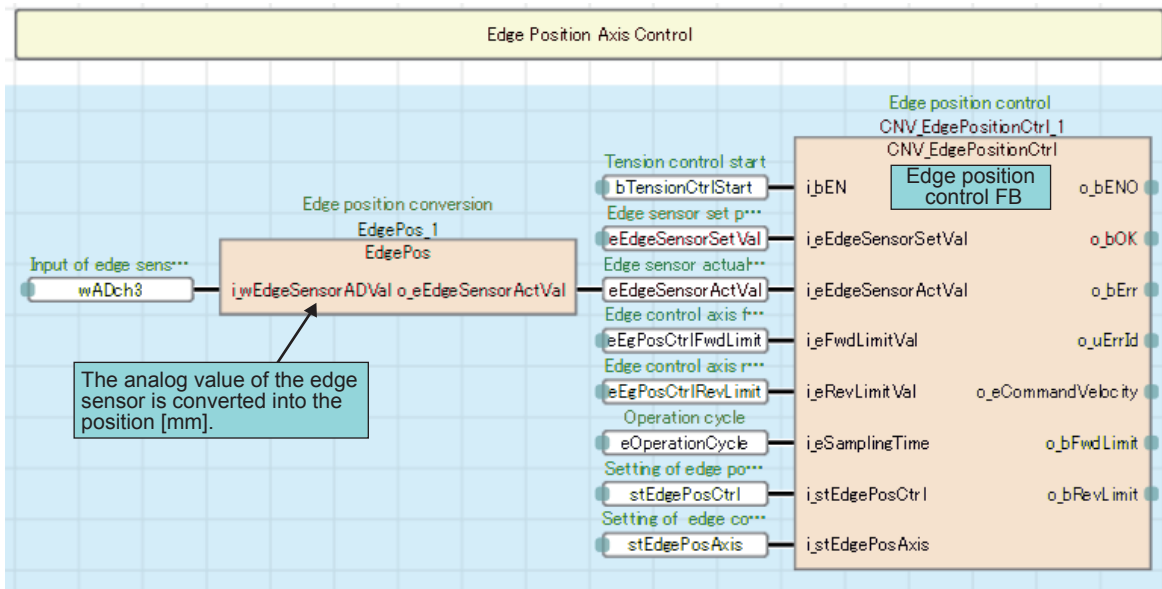 Edge Position Axis Control
Edge position control
CNV_EdgePositionCtrl_1
CNV_EdgePositionCtrl
Edge position
control FB
Edge position conversion
EdgePos_1
EdgePos
Input of edge sens···
wADch3
i_wEdgeSensorADVal o_eEdgeSensorActVal
The analog value of the edge
sensor is converted into the
position [mm].
Tension control start
bTensionCtrlStart
i_bEN
o_bENO
Edge sensor set p···
eEdgeSensorSetVal
i_eEdgeSensorSetVal
o_bOK
Edge sensor actual···
eEdgeSensorActVal
i_eEdgeSensorActVal
o_bErr
Edge control axis f···
eEgPosCtrlFwdLimit
i_eFwdLimitVal
o_uErrId
Edge control axis r···
eEgPosCtrlRevLimit
i_eRevLimitVal
o_eCommandVelocity
Operation cycle
eOperationCycle
i_eSamplingTime
o_bFwdLimit
Setting of edge po···
stEdgePosCtrl
i_stEdgePosCtrl
o_bRevLimit
Setting of edge co···
stEdgePosAxis
i_stEdgePosAxis